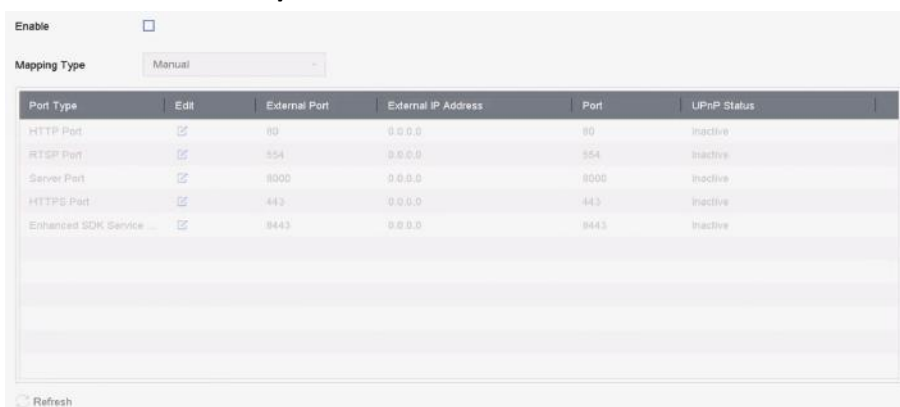 Enable
Mapping Type Manual
Port Type Edit External Port External IP Address Port UPnP Status
HTTP Port 80 0.0.0.0 80 Inactive
RTSP Port 554 0.0.0.0 554 Inactive
Server Port 8000 0.0.0.0 8000 Inactive
HTTPS Port 443 0.0.0.0 443 Inactive
Enhanced SDK Service ... 8443 0.0.0.0 8443 Inactive
Refresh